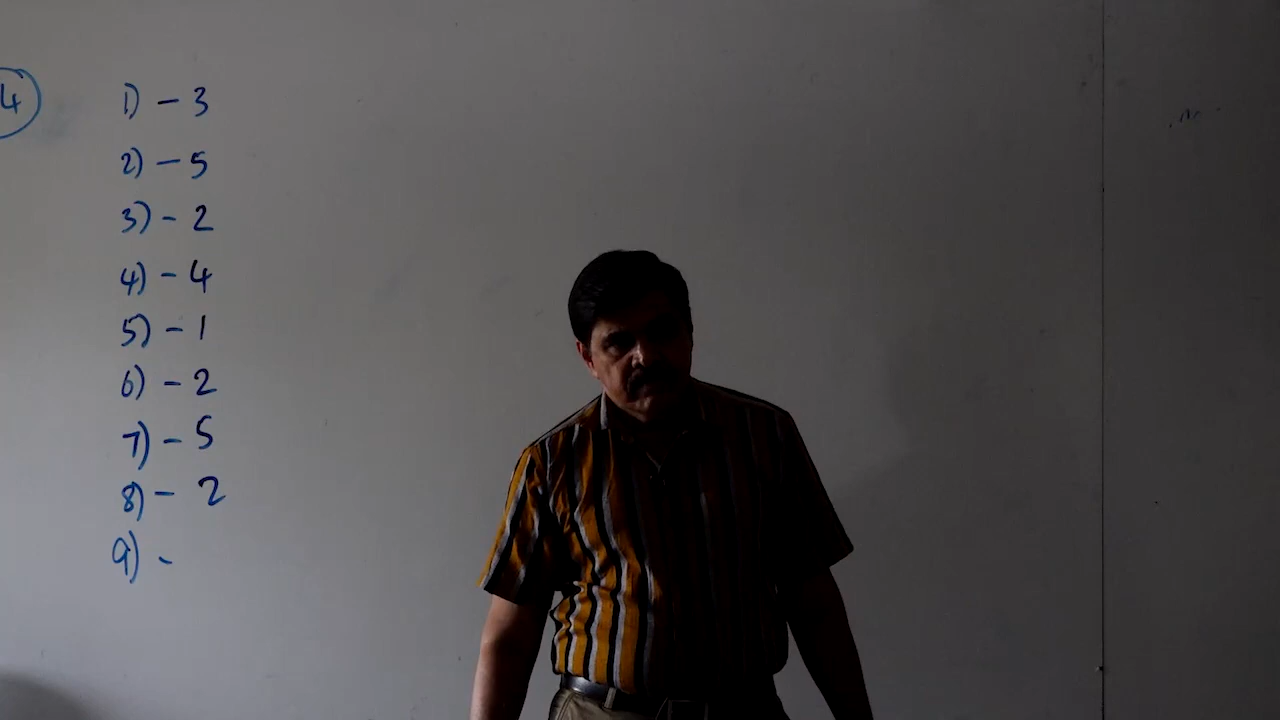 4 1) - 3
2) - 5
3) - 2
4) - 4
5) - 1
6) - 2
7) - 5
8) - 2
9) -